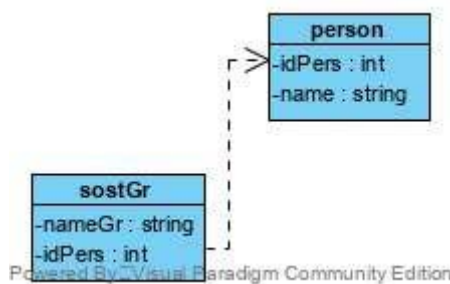 person
-idPers : int
-name : string
sostGr
-nameGr : string
-idPers : int
Powered By Visual Paradigm Community Edition